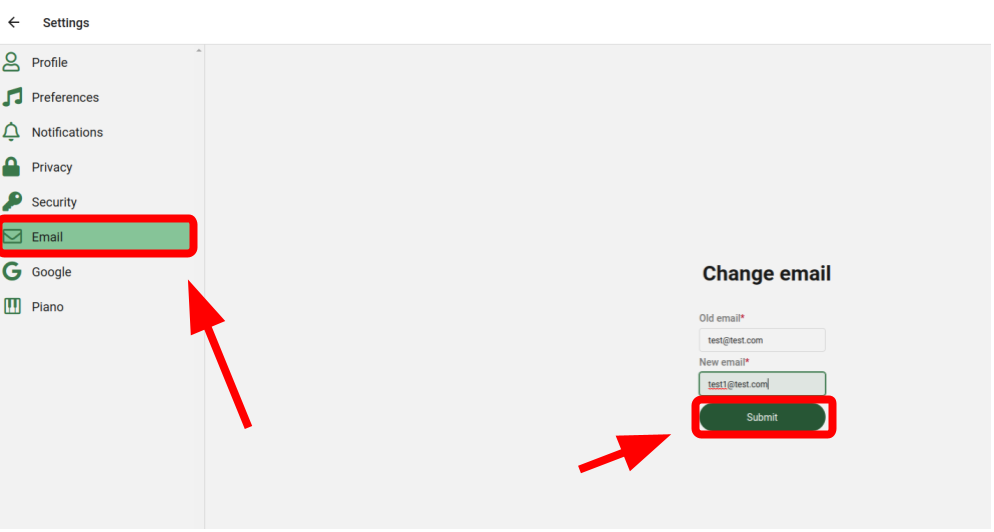 Settings
Profile
Preferences
Notifications
Privacy
Security
Email
Google
Piano
Change email
Old email*
test@test.com
New email*
test1@test.com
Submit